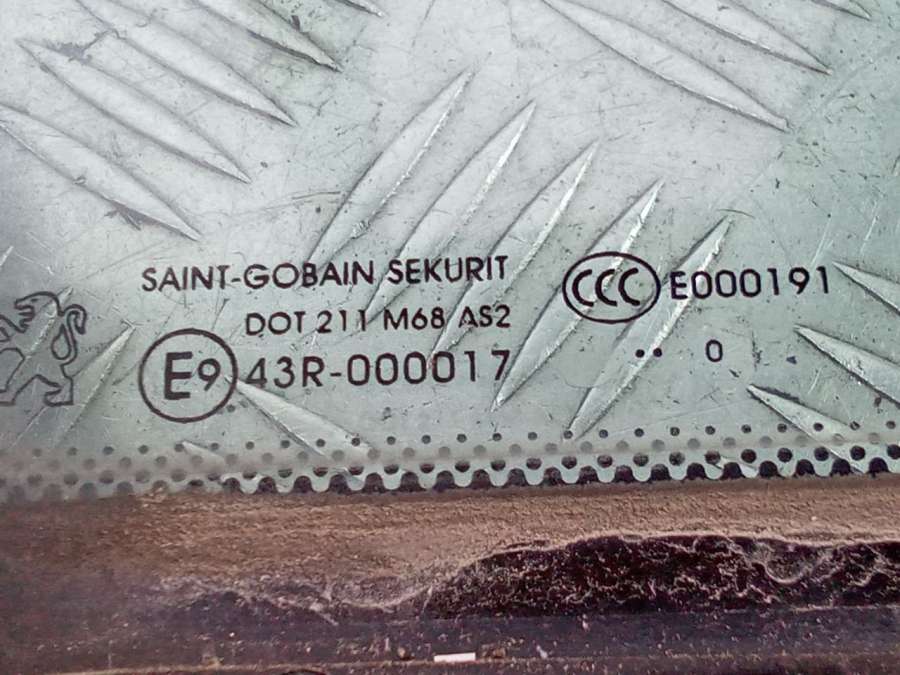 SAINT-GOBAIN SEKURIT
DOT 211 M68 AS2
E9 43R-000017
CCC E000191
.. 0